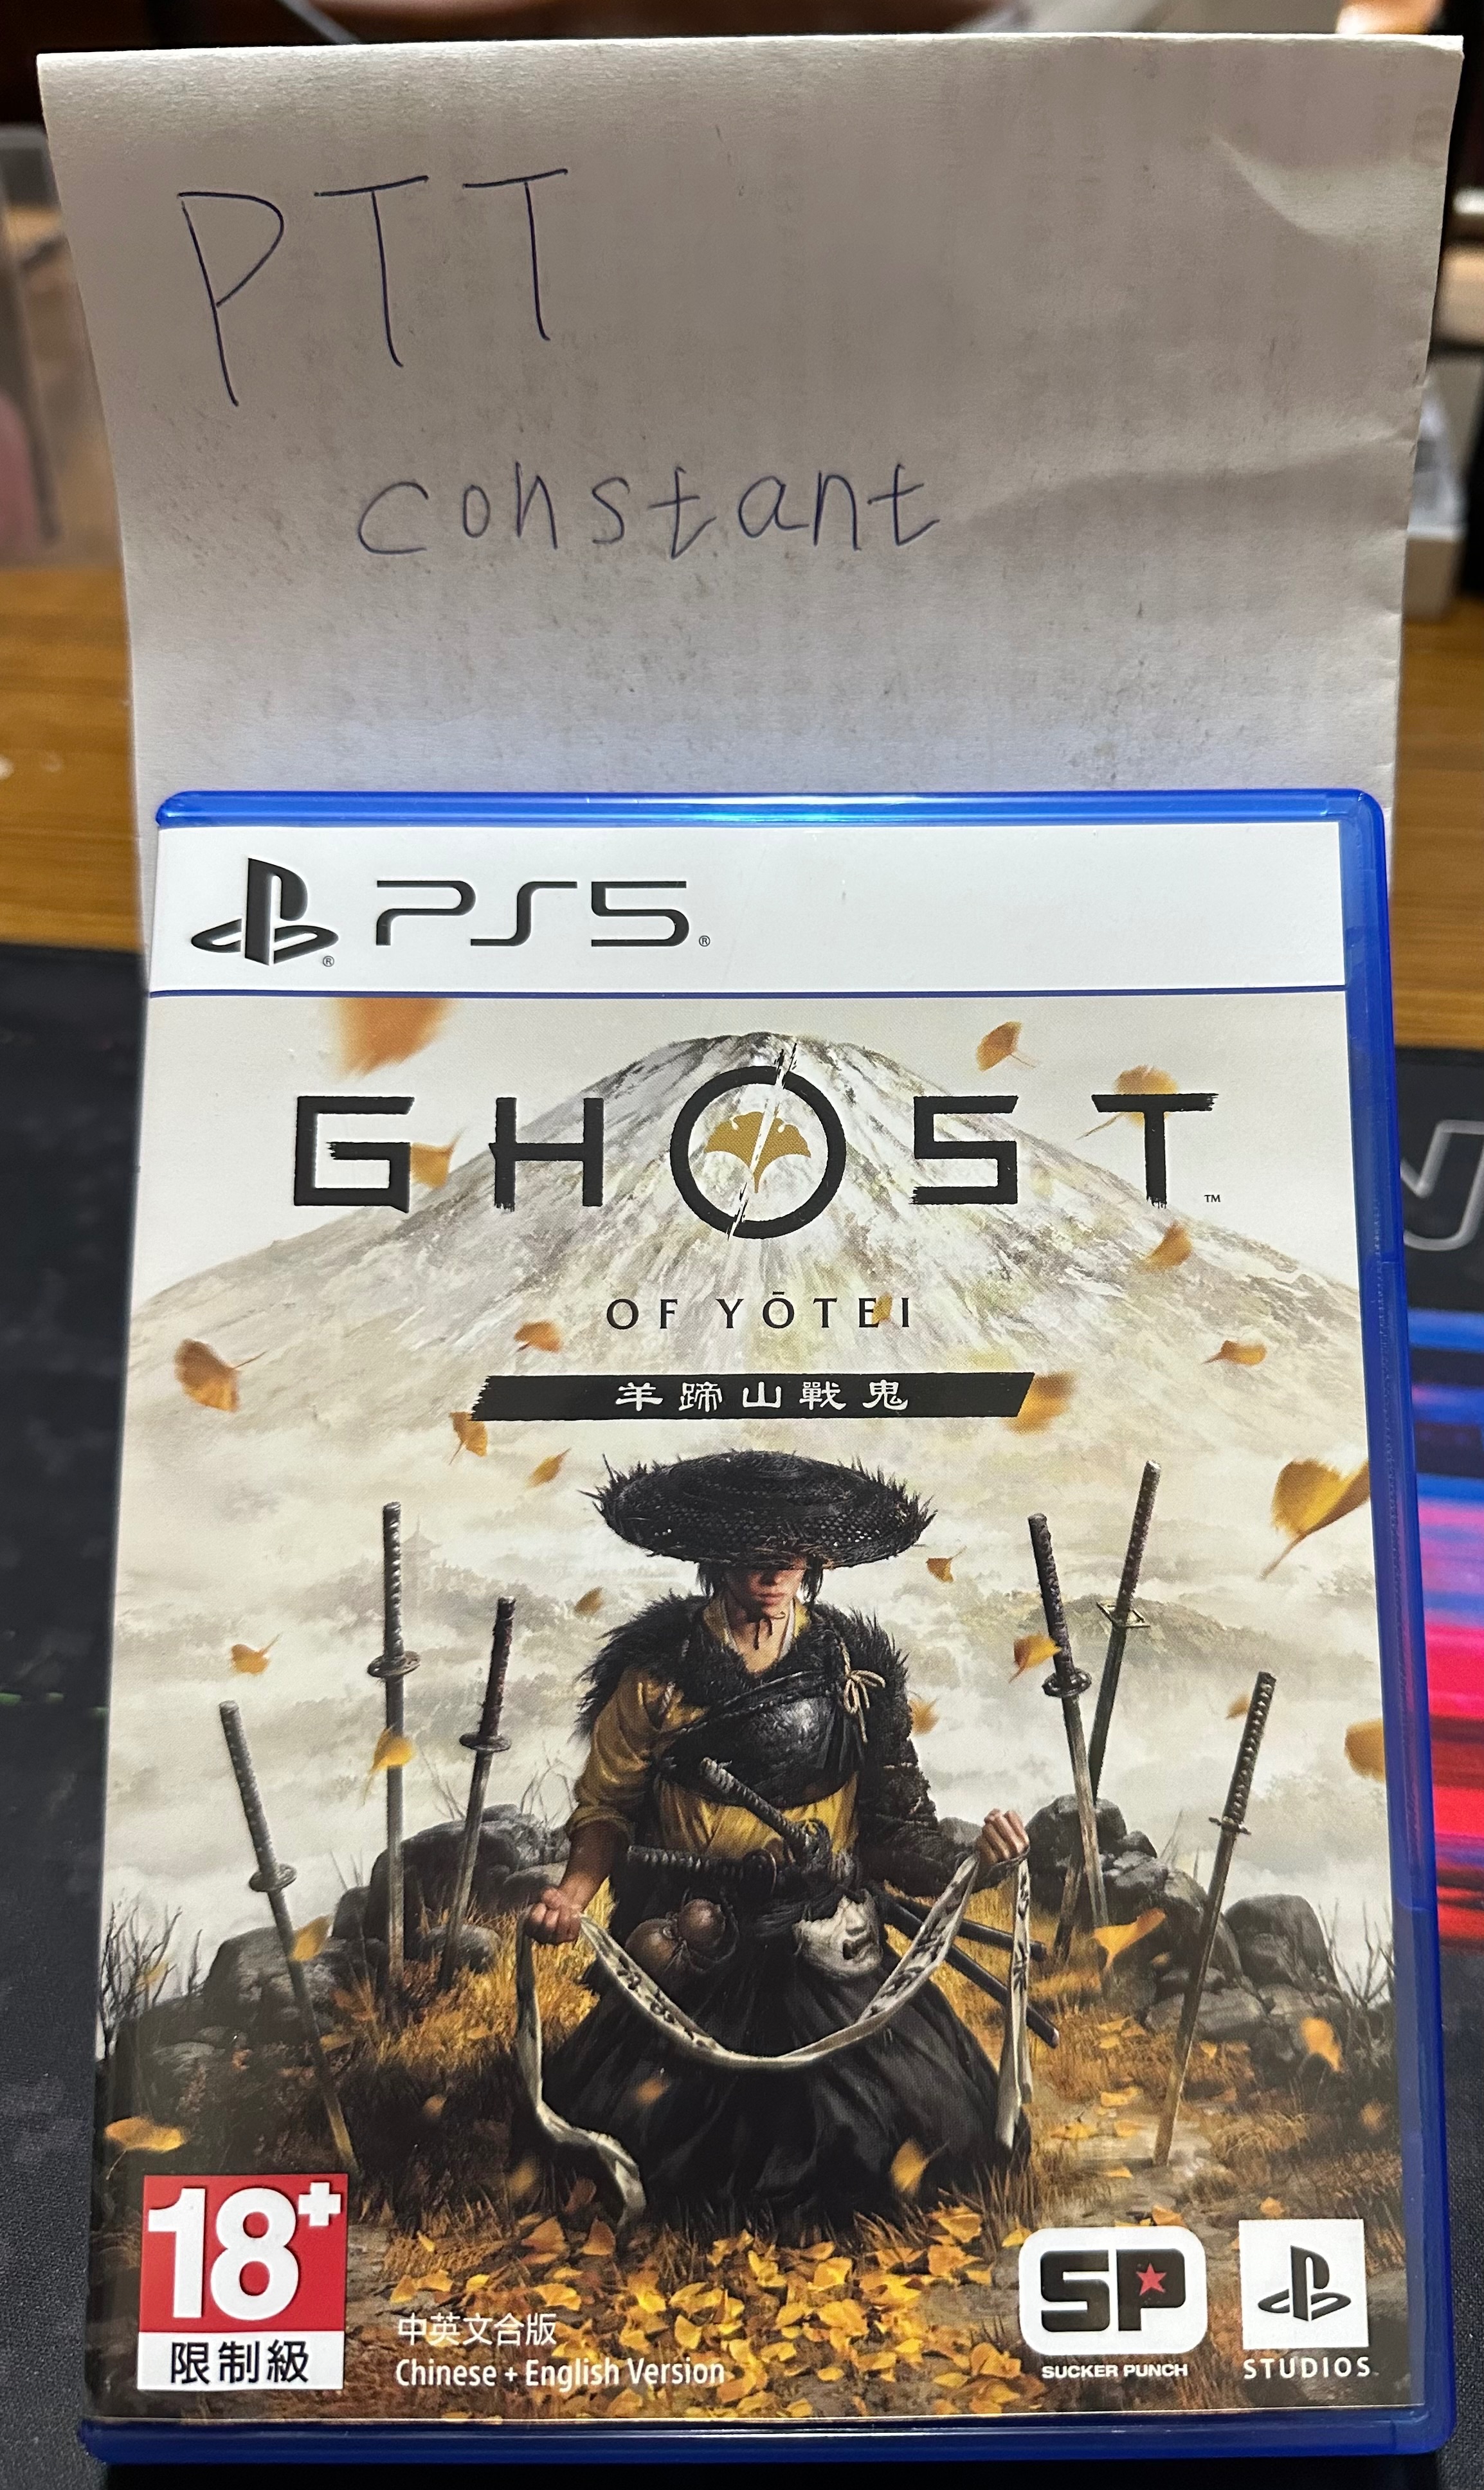 PTT
constant
PS5®
GHOST™
OF YŌTEI
羊蹄山戰鬼
18+
限制級
中英文合版
Chinese + English Version
SP
SUCKER PUNCH
STUDIOS